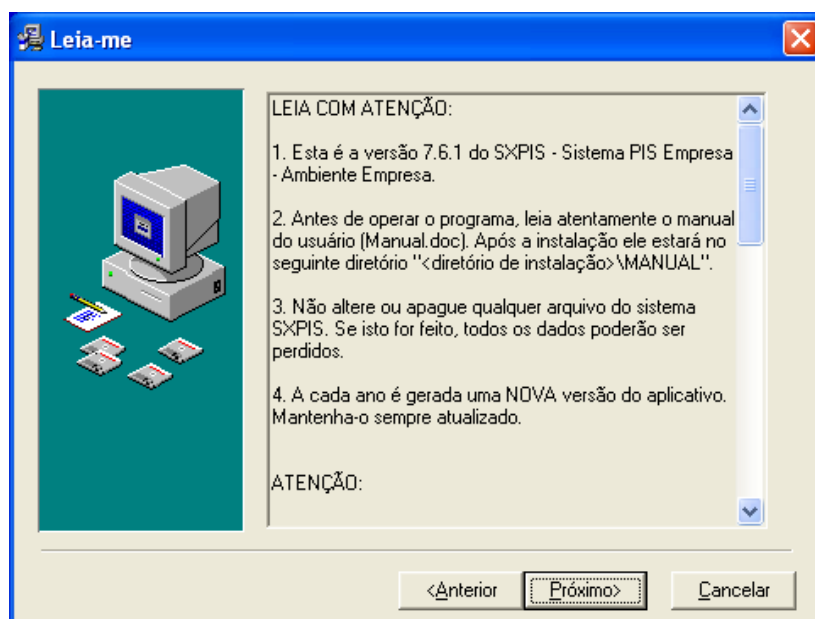 Leia-me
LEIA COM ATENÇÃO:
1. Esta é a versão 7.6.1 do SXPIS - Sistema PIS Empresa
- Ambiente Empresa.
2. Antes de operar o programa, leia atentamente o manual
do usuário (Manual.doc). Após a instalação ele estará no
seguinte diretório "<diretório de instalação>\MANUAL".
3. Não altere ou apague qualquer arquivo do sistema
SXPIS. Se isto for feito, todos os dados poderão ser
perdidos.
4. A cada ano é gerada uma NOVA versão do aplicativo.
Mantenha-o sempre atualizado.
ATENÇÃO:
<Anterior
Próximo>
Cancelar